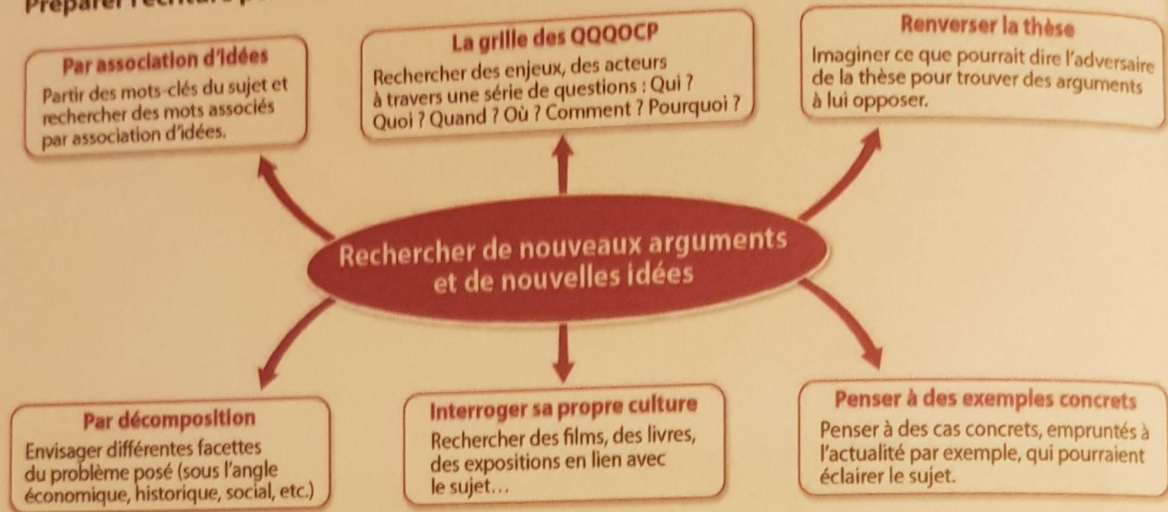 Préparer l'écriture
Par association d'idées
Partir des mots-clés du sujet et
rechercher des mots associés
par association d'idées.
La grille des QQQOCP
Rechercher des enjeux, des acteurs
à travers une série de questions : Qui ?
Quoi ? Quand ? Où ? Comment ? Pourquoi ?
Renverser la thèse
Imaginer ce que pourrait dire l'adversaire
de la thèse pour trouver des arguments
à lui opposer.
Rechercher de nouveaux arguments
et de nouvelles idées
Par décomposition
Envisager différentes facettes
du problème posé (sous l'angle
économique, historique, social, etc.)
Interroger sa propre culture
Rechercher des films, des livres,
des expositions en lien avec
le sujet...
Penser à des exemples concrets
Penser à des cas concrets, empruntés à
l'actualité par exemple, qui pourraient
éclairer le sujet.